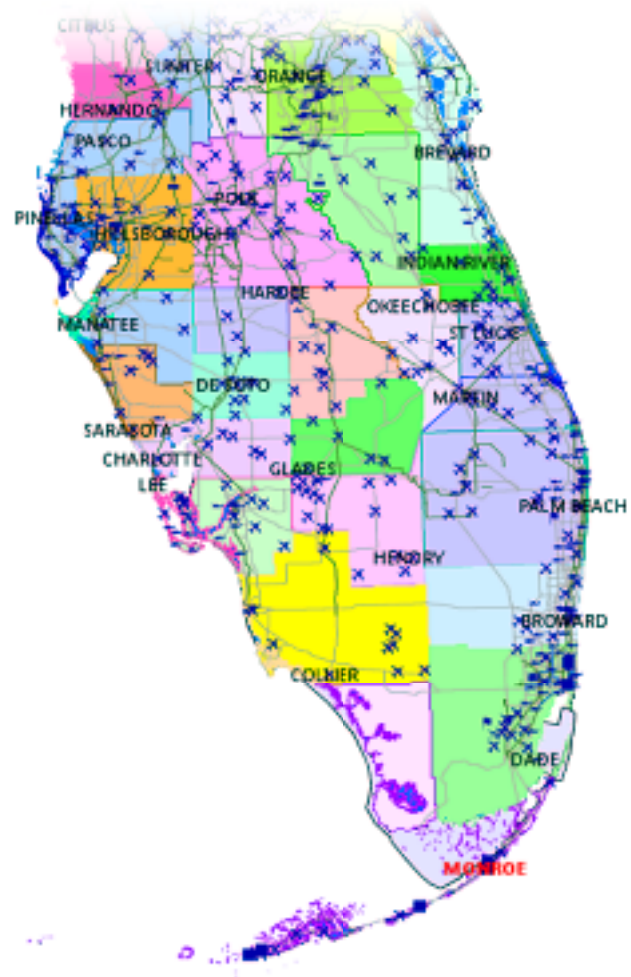 CITRUS
SUMTER
ORANGE
HERNANDO
PASCO
BREVARD
POLK
PINELLAS
HILLSBOROUGH
INDIAN RIVER
HARDEE
OKEECHOBEE
MANATEE
ST LUCIE
DE SOTO
MARTIN
SARASOTA
CHARLOTTE
GLADES
LEE
PALM BEACH
HENDRY
BROWARD
COLLIER
DADE
MONROE